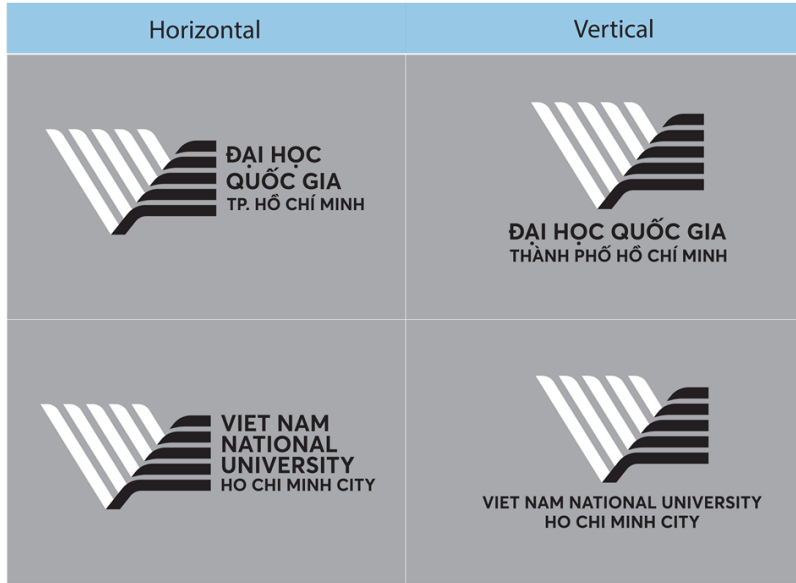 Horizontal
Vertical
ĐẠI HỌC
QUỐC GIA
TP. HỒ CHÍ MINH
ĐẠI HỌC QUỐC GIA
THÀNH PHỐ HỒ CHÍ MINH
VIET NAM
NATIONAL
UNIVERSITY
HO CHI MINH CITY
VIET NAM NATIONAL UNIVERSITY
HO CHI MINH CITY